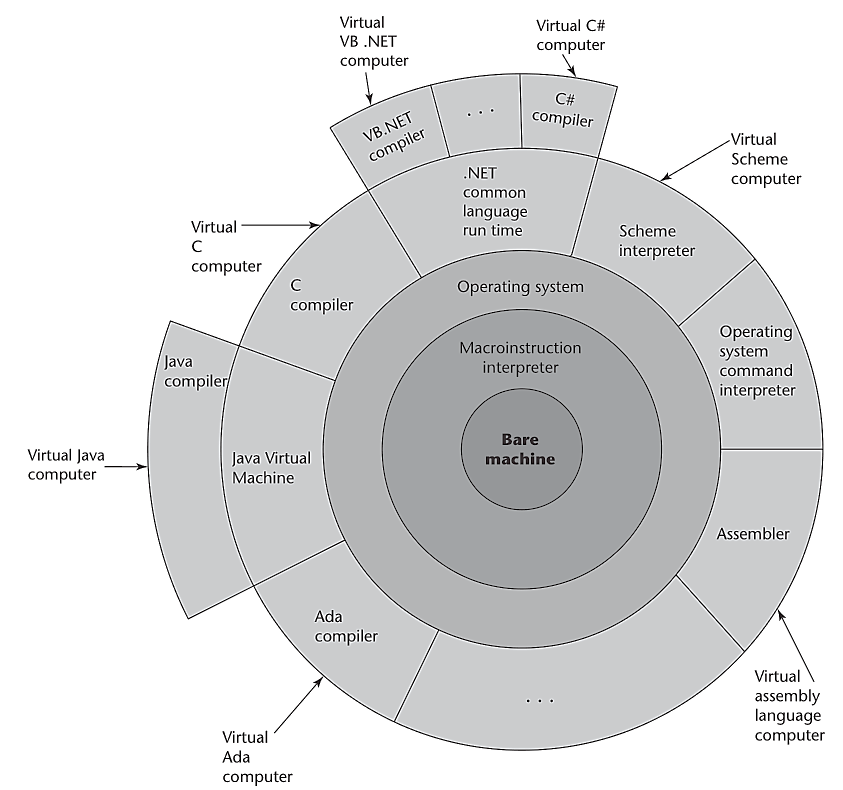 Virtual
VB .NET
computer
Virtual C#
computer
VB.NET
compiler
. . .
C#
compiler
Virtual
Scheme
computer
.NET
common
language
run time
Scheme
interpreter
Virtual
C
computer
C
compiler
Operating system
Operating
system
command
interpreter
Macroinstruction
interpreter
Java
compiler
Bare
machine
Virtual Java
computer
Java Virtual
Machine
Assembler
Ada
compiler
. . .
Virtual
assembly
language
computer
Virtual
Ada
computer